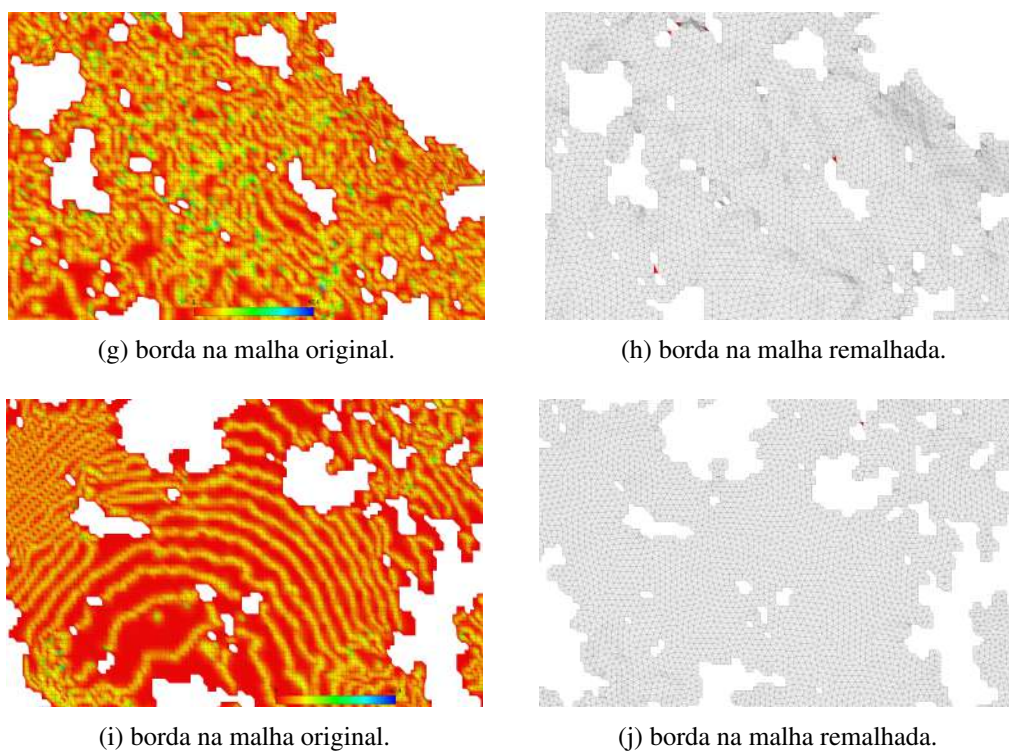 (g) borda na malha original.
(h) borda na malha remalhada.
(i) borda na malha original.
(j) borda na malha remalhada.